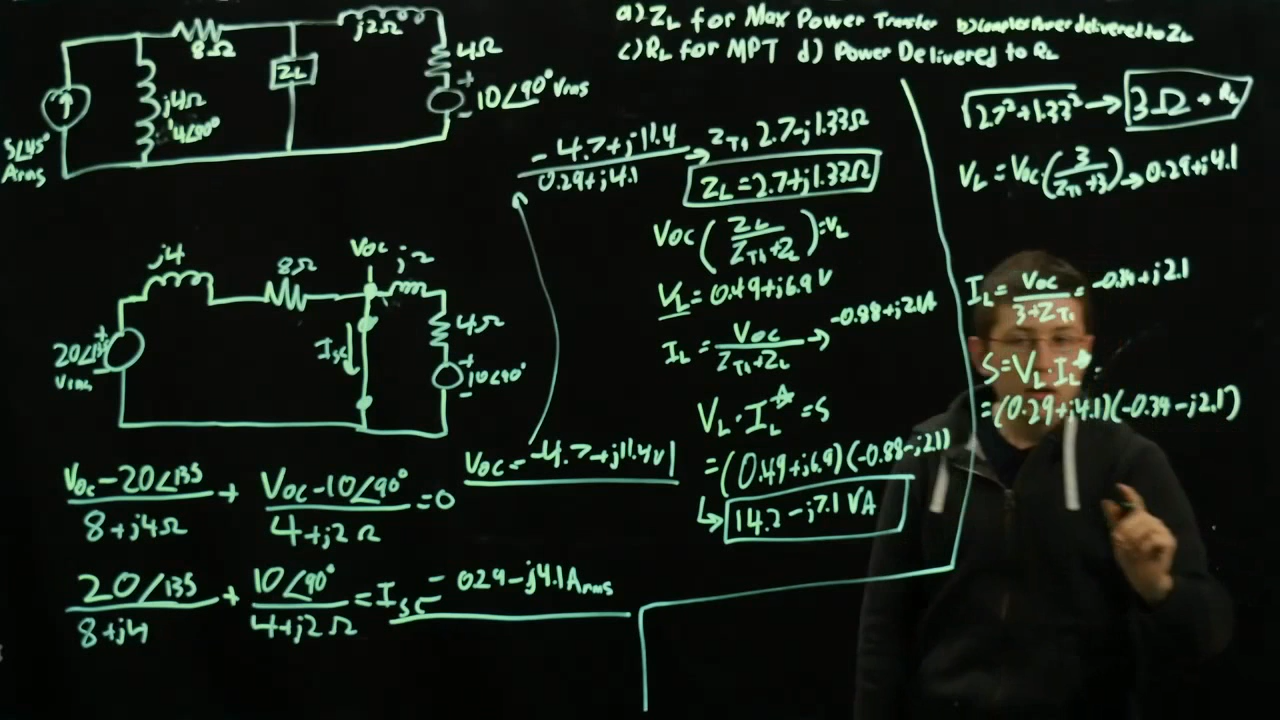 a) ZL for Max Power Transfer b) Complex Power delivered to ZL
c) RL for MPT d) Power Delivered to RL
8Ω
j2Ω
ZL
4Ω
+
10∠90° Vrms
-
j4Ω
4∠90°
5∠45°
Arms
j4
8Ω
Voc
j2
Isc
4Ω
20∠135
Vrms
+
-
+
10∠90°
-
Voc-20∠135 / 8+j4Ω + Voc-10∠90° / 4+j2Ω = 0
20∠135 / 8+j4 + 10∠90° / 4+j2Ω = Isc = 0.29-j4.1 Arms
Voc = -4.7+j11.4V
-4.7+j11.4 / 0.29+j4.1 → ZTh 2.7-j1.33Ω
ZL=2.7+j1.33Ω
Voc(ZL / ZTh+ZL)=VL
VL=0.49+j6.9V
IL = Voc / ZTh+ZL → -0.88+j2.1A
VL·IL*=S
=(0.49+j6.9)(-0.88-j2.1)
↳ 14.2-j7.1 VA
√2.7²+1.33² → 3Ω → RL
VL=Voc·(3 / ZTh+3)→0.29+j4.1
IL = Voc / 3+ZTh = -0.34+j2.1
S=VL·IL* =
=(0.29+j4.1)(-0.34-j2.1)